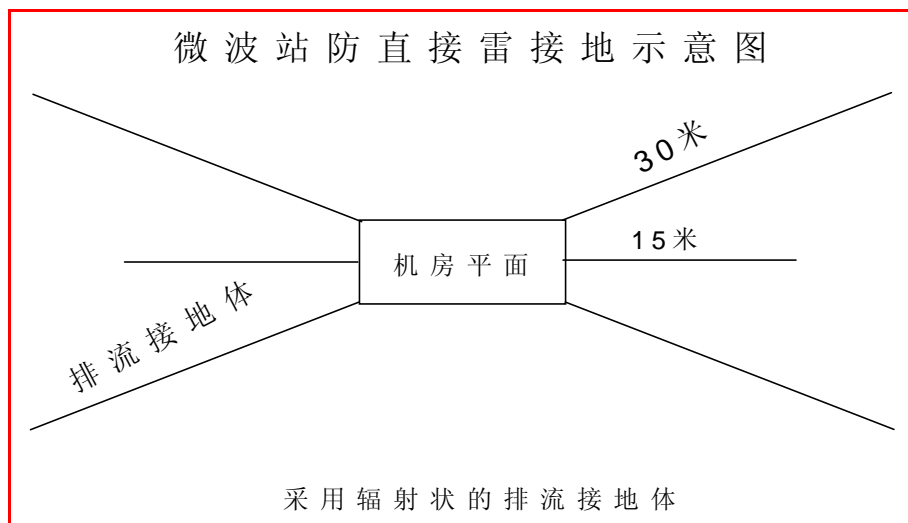 微波站防直接雷接地示意图
30米
15米
机房平面
排流接地体
采用辐射状的排流接地体